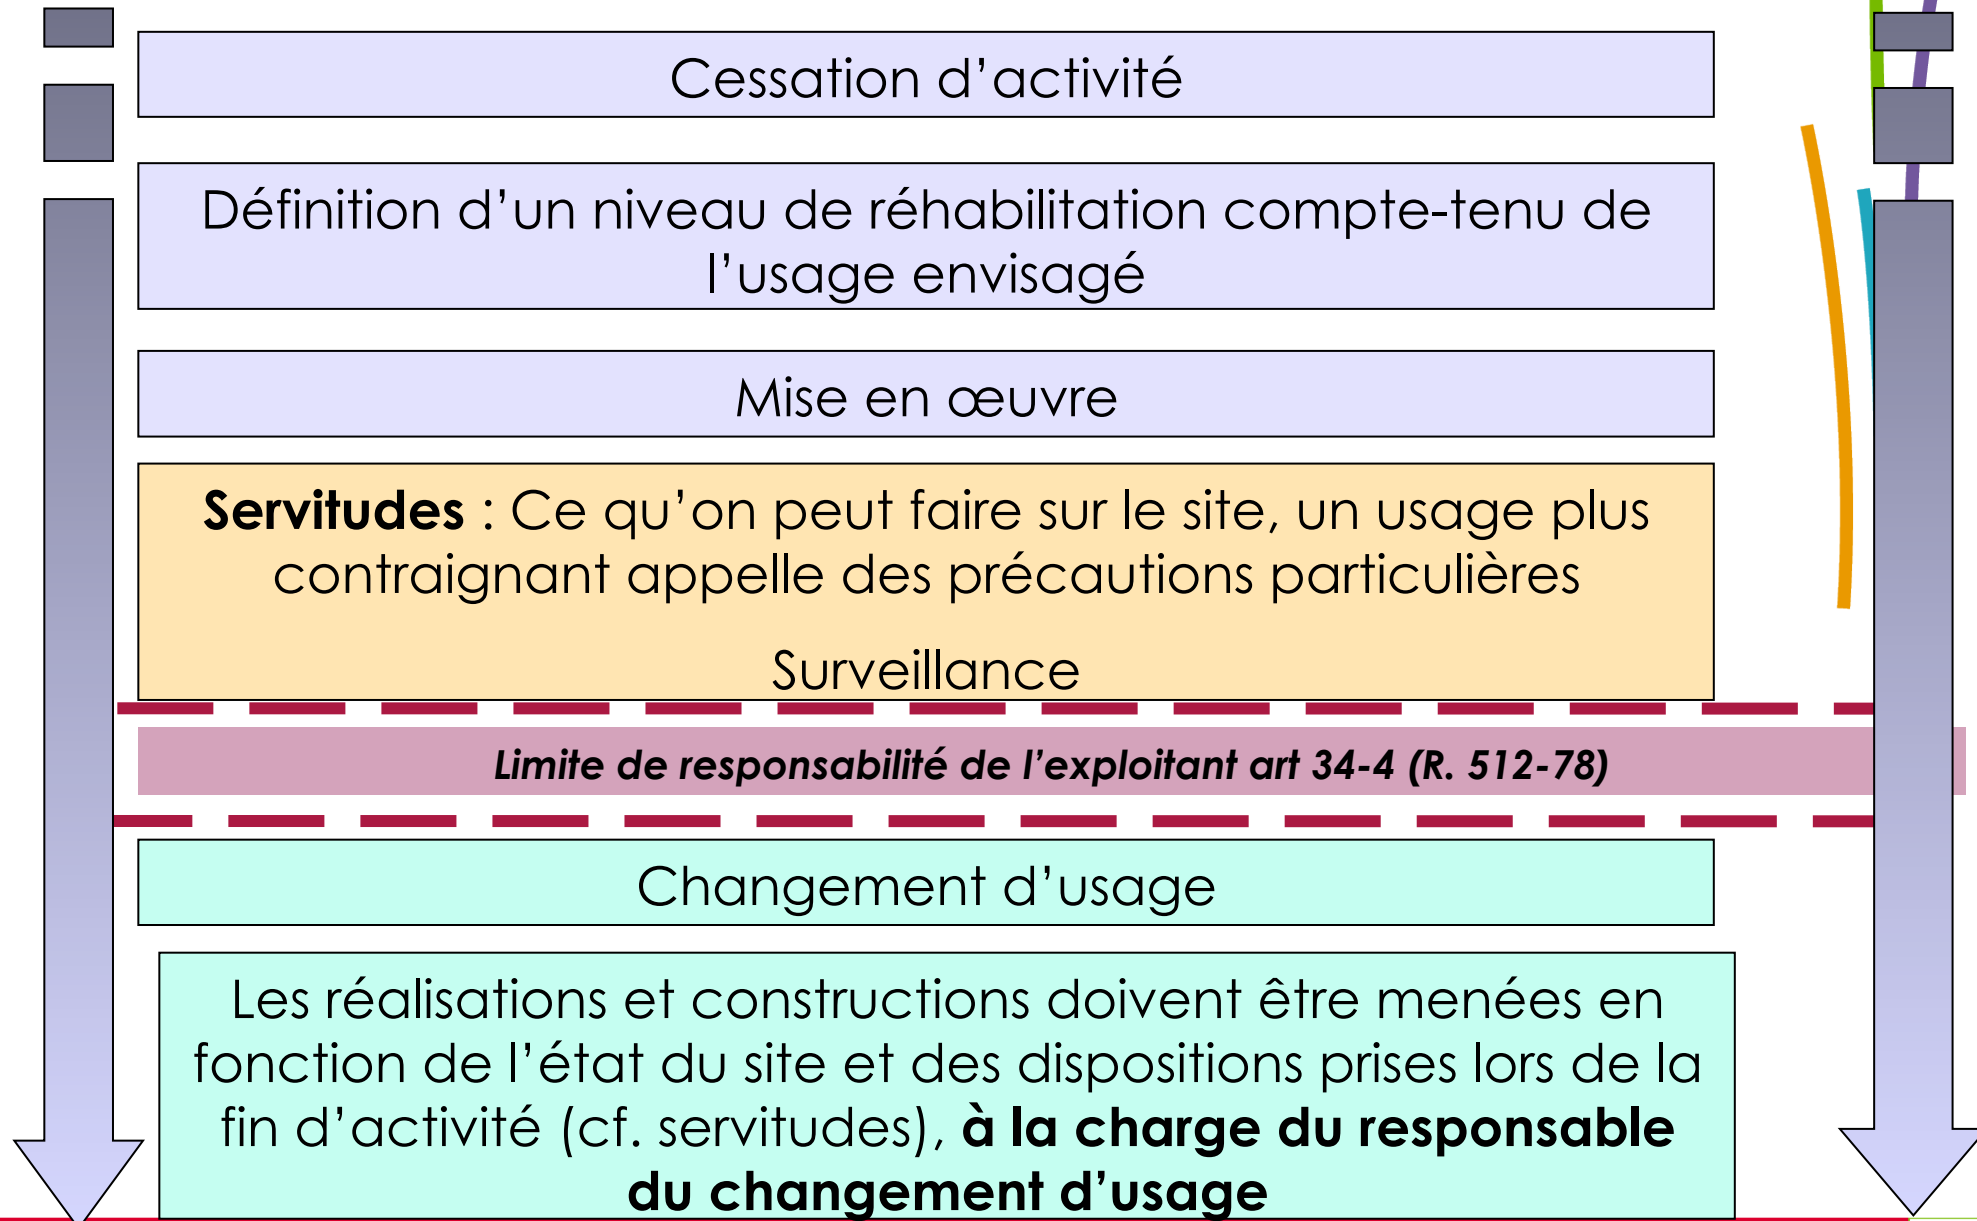 Cessation d’activité
Définition d’un niveau de réhabilitation compte-tenu de
l’usage envisagé
Mise en œuvre
Servitudes : Ce qu’on peut faire sur le site, un usage plus
contraignant appelle des précautions particulières
Surveillance
Limite de responsabilité de l’exploitant art 34-4 (R. 512-78)
Changement d’usage
Les réalisations et constructions doivent être menées en
fonction de l’état du site et des dispositions prises lors de la
fin d’activité (cf. servitudes), à la charge du responsable
du changement d’usage